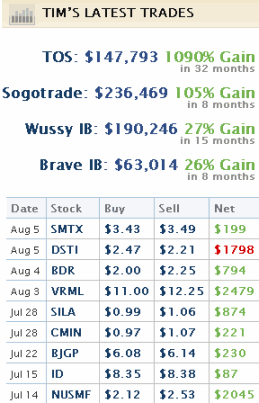 TIM'S LATEST TRADES
TOS: $147,793 1090% Gain
in 32 months
Sogotrade: $236,469 105% Gain
in 8 months
Wussy IB: $190,246 27% Gain
in 15 months
Brave IB: $63,014 26% Gain
in 8 months
Date Stock Buy Sell Net
Aug 5 SMTX $3.43 $3.49 $199
Aug 5 DSTI $2.47 $2.21 $1798
Aug 4 BDR $2.00 $2.25 $794
Aug 3 VRML $11.00 $12.25 $2479
Jul 28 SILA $0.99 $1.06 $874
Jul 28 CMIN $0.97 $1.07 $221
Jul 22 BJGP $6.08 $6.14 $230
Jul 15 ID $8.35 $8.38 $87
Jul 14 NUSMF $2.12 $2.53 $2045